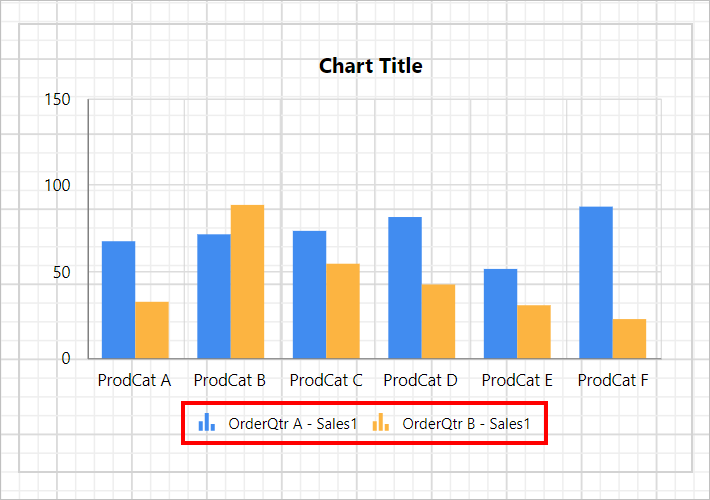 Chart Title
150
100
50
0
ProdCat A ProdCat B ProdCat C ProdCat D ProdCat E ProdCat F
OrderQtr A - Sales1 OrderQtr B - Sales1